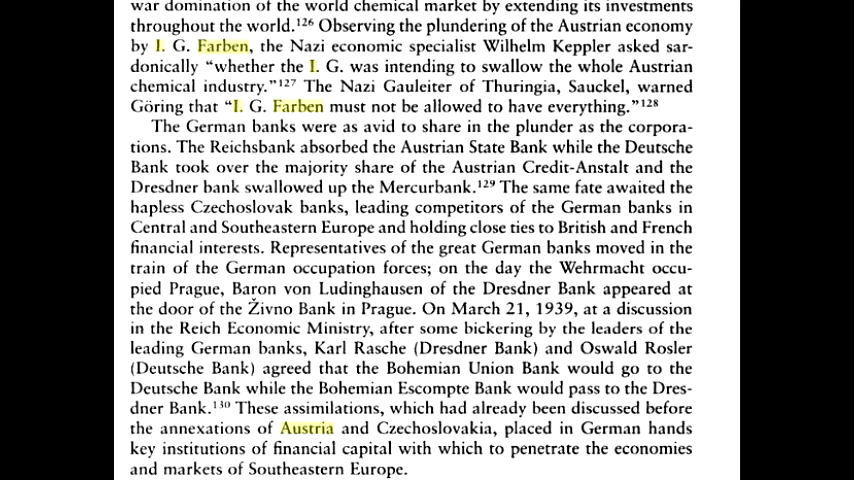 war domination of the world chemical market by extending its investments
throughout the world.¹²⁶ Observing the plundering of the Austrian economy
by I. G. Farben, the Nazi economic specialist Wilhelm Keppler asked sar-
donically “whether the I. G. was intending to swallow the whole Austrian
chemical industry.”¹²⁷ The Nazi Gauleiter of Thuringia, Sauckel, warned
Göring that “I. G. Farben must not be allowed to have everything.”¹²⁸
The German banks were as avid to share in the plunder as the corpora-
tions. The Reichsbank absorbed the Austrian State Bank while the Deutsche
Bank took over the majority share of the Austrian Credit-Anstalt and the
Dresdner bank swallowed up the Mercurbank.¹²⁹ The same fate awaited the
hapless Czechoslovak banks, leading competitors of the German banks in
Central and Southeastern Europe and holding close ties to British and French
financial interests. Representatives of the great German banks moved in the
train of the German occupation forces; on the day the Wehrmacht occu-
pied Prague, Baron von Ludinghausen of the Dresdner Bank appeared at
the door of the Živno Bank in Prague. On March 21, 1939, at a discussion
in the Reich Economic Ministry, after some bickering by the leaders of the
leading German banks, Karl Rasche (Dresdner Bank) and Oswald Rosler
(Deutsche Bank) agreed that the Bohemian Union Bank would go to the
Deutsche Bank while the Bohemian Escompte Bank would pass to the Dres-
dner Bank.¹³⁰ These assimilations, which had already been discussed before
the annexations of Austria and Czechoslovakia, placed in German hands
key institutions of financial capital with which to penetrate the economies
and markets of Southeastern Europe.